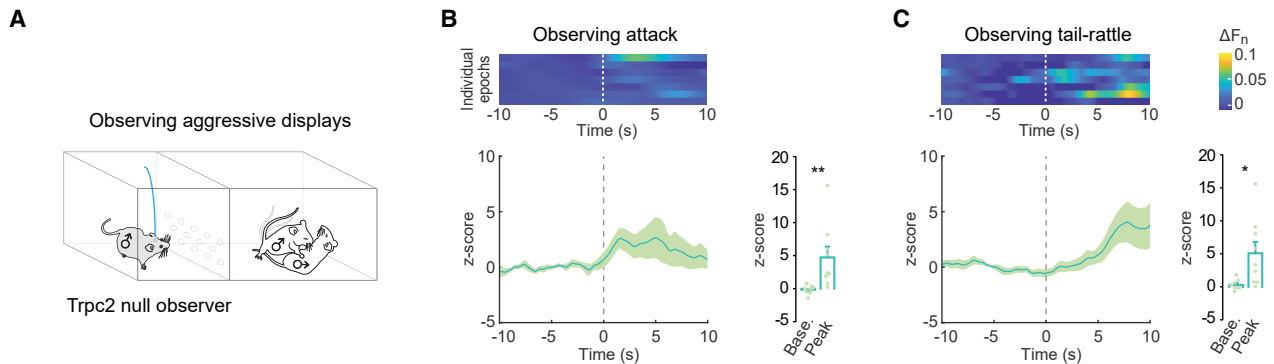 A
Observing aggressive displays
♂
♂
♂
Trpc2 null observer
B
Observing attack
Individual
epochs
-10 -5 0 5 10
Time (s)
10
5
0
-5
z-score
-10 -5 0 5 10
Time (s)
20
15
10
5
0
-5
z-score
**
Base. Peak
C
Observing tail-rattle
-10 -5 0 5 10
Time (s)
ΔFn
0.1
0.05
0
10
5
0
-5
z-score
-10 -5 0 5 10
Time (s)
20
15
10
5
0
-5
z-score
*
Base. Peak